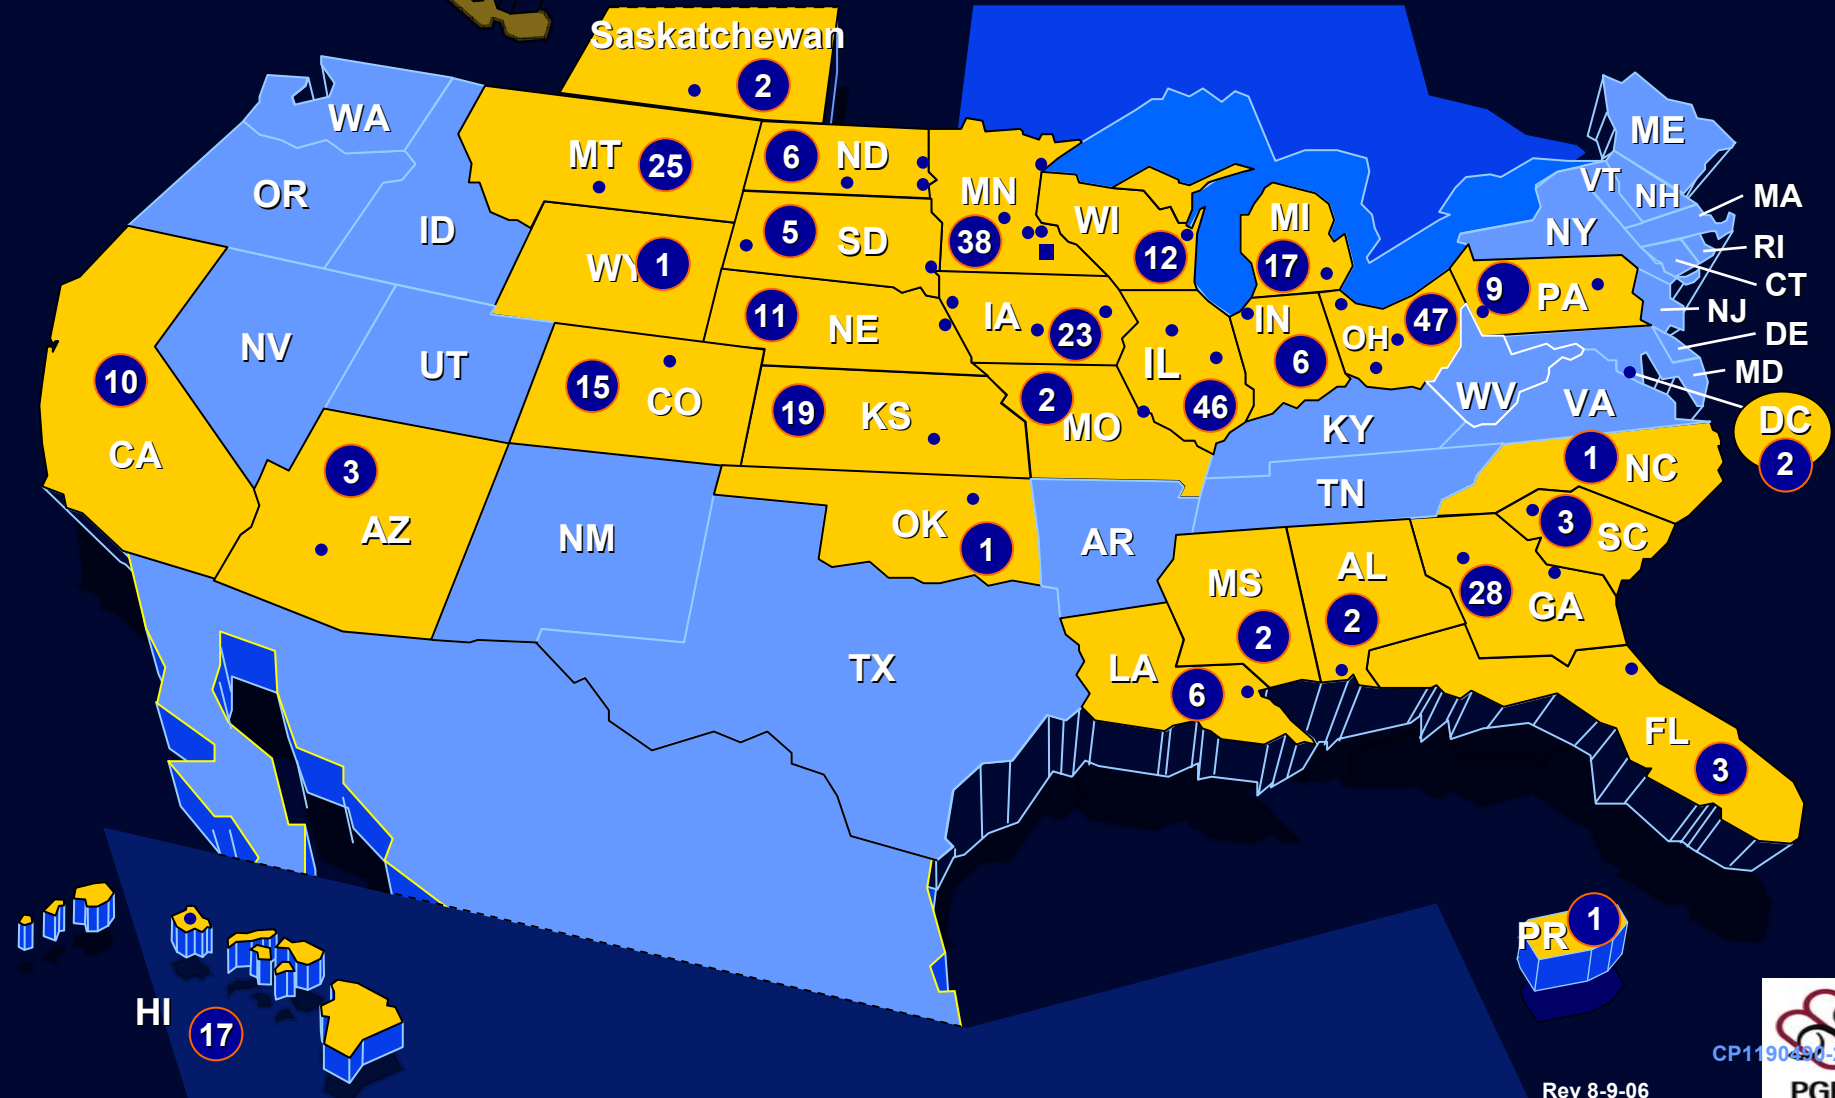 Saskatchewan
2
WA
MT 25
6 ND
MN
38
OR
ID
WY 1
5 SD
WI
12
MI
17
ME
VT
NH
MA
NY
RI
CT
9 PA
NJ
DE
MD
NV
UT
11
NE
IA
23
IN
6
OH
47
10
CA
15
CO
19
KS
2
MO
IL
46
KY
WV
VA
DC
2
3
AZ
NM
OK
1
AR
TN
1
NC
3
SC
TX
LA
6
MS
2
AL
2
28
GA
FL
3
HI
17
PR 1
CP1190490-
Rev 8-9-06